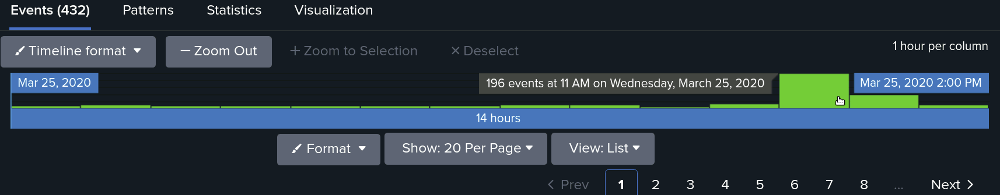 Events (432) Patterns Statistics Visualization
Timeline format — Zoom Out + Zoom to Selection × Deselect 1 hour per column
Mar 25, 2020 196 events at 11 AM on Wednesday, March 25, 2020 Mar 25, 2020 2:00 PM
14 hours
Format Show: 20 Per Page View: List
< Prev 1 2 3 4 5 6 7 8 ... Next >